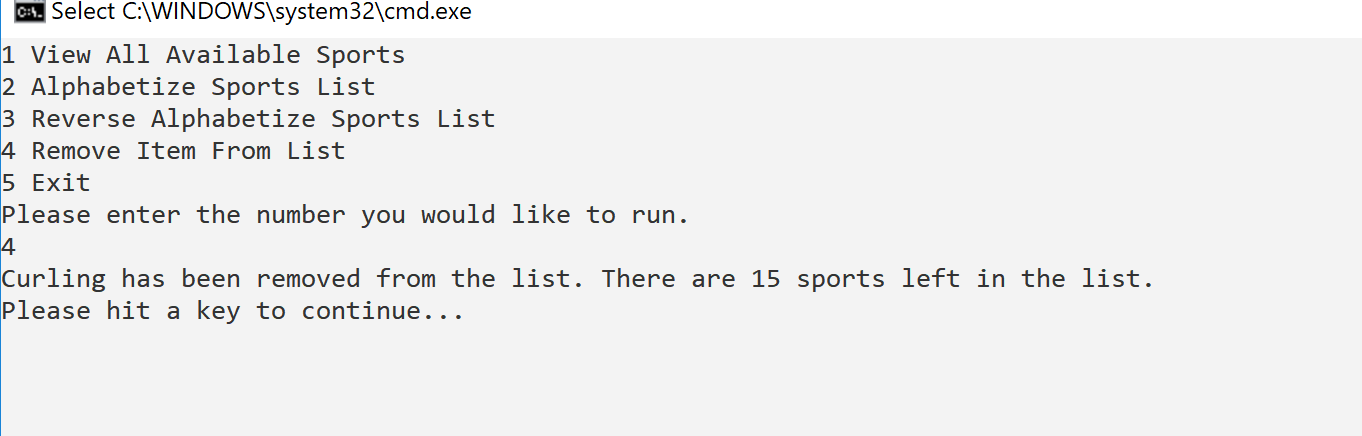 Select C:\WINDOWS\system32\cmd.exe
1 View All Available Sports
2 Alphabetize Sports List
3 Reverse Alphabetize Sports List
4 Remove Item From List
5 Exit
Please enter the number you would like to run.
4
Curling has been removed from the list. There are 15 sports left in the list.
Please hit a key to continue...